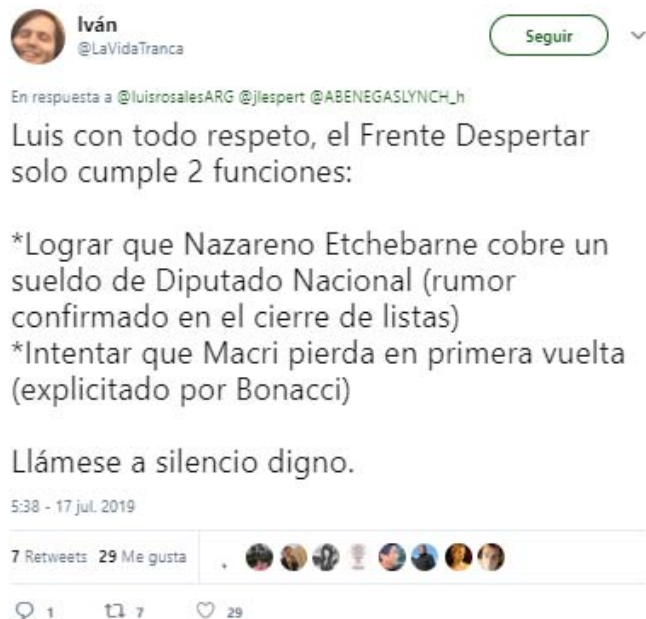 Iván
@LaVidaTranca
Seguir
En respuesta a @luisrosalesARG @jlespert @ABENEGASLYNCH_h
Luis con todo respeto, el Frente Despertar
solo cumple 2 funciones:
*Lograr que Nazareno Etchebarne cobre un
sueldo de Diputado Nacional (rumor
confirmado en el cierre de listas)
*Intentar que Macri pierda en primera vuelta
(explicitado por Bonacci)
Llámese a silencio digno.
5:38 - 17 jul. 2019
7 Retweets 29 Me gusta
1 7 29